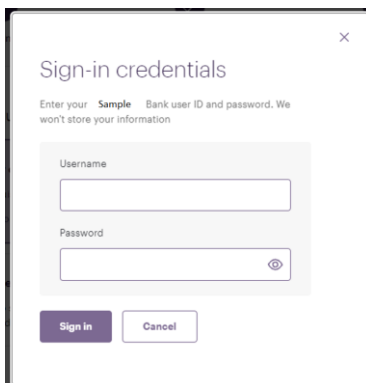 Sign-in credentials
Enter your Sample Bank user ID and password. We
won't store your information
Username
Password
Sign in Cancel